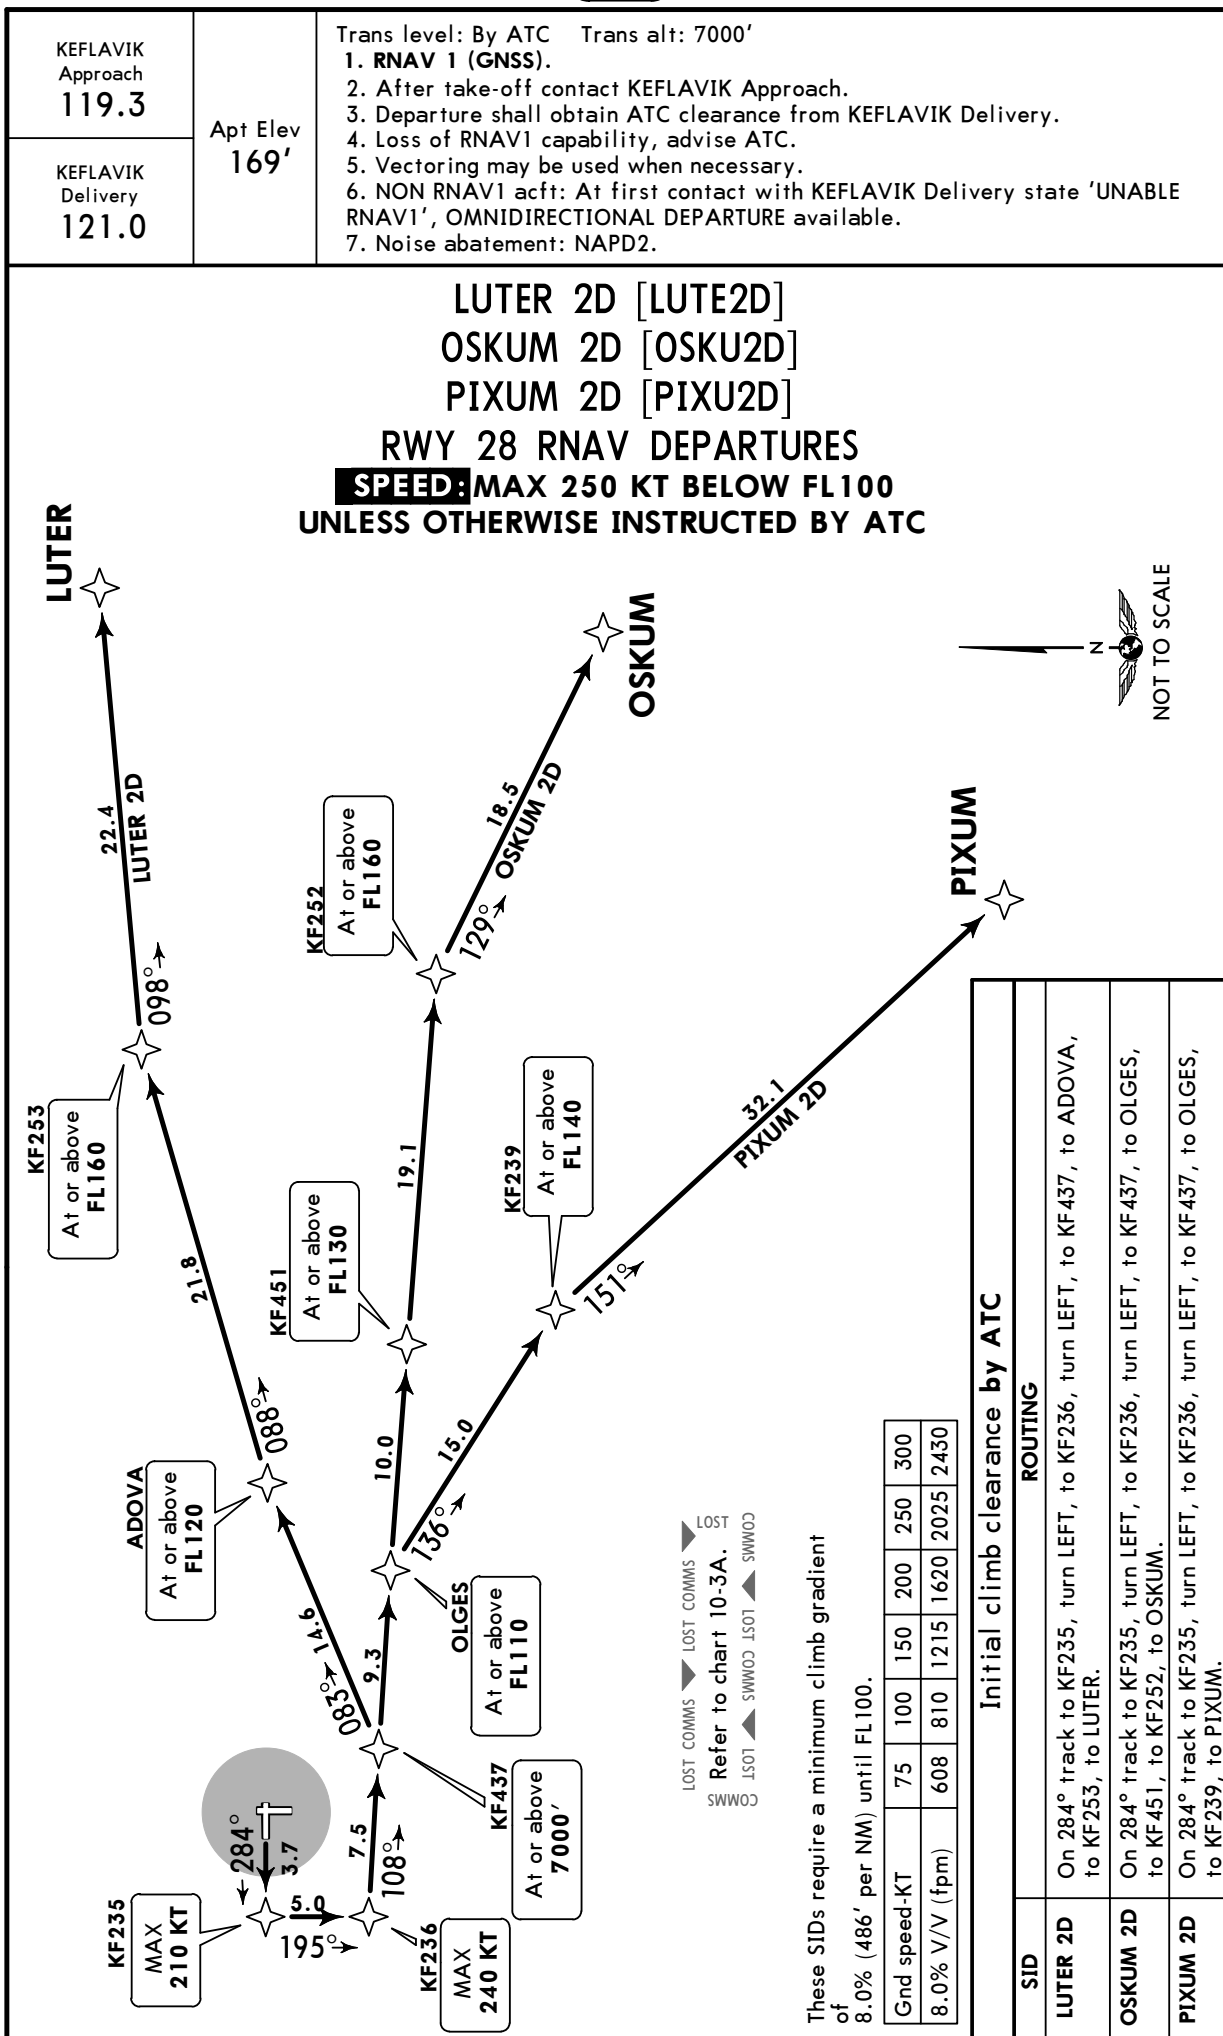 KEFLAVIK
Approach
119.3
KEFLAVIK
Delivery
121.0
Apt Elev
169'
Trans level: By ATC Trans alt: 7000'
1. RNAV 1 (GNSS).
2. After take-off contact KEFLAVIK Approach.
3. Departure shall obtain ATC clearance from KEFLAVIK Delivery.
4. Loss of RNAV1 capability, advise ATC.
5. Vectoring may be used when necessary.
6. NON RNAV1 acft: At first contact with KEFLAVIK Delivery state 'UNABLE
RNAV1', OMNIDIRECTIONAL DEPARTURE available.
7. Noise abatement: NAPD2.
LUTER 2D [LUTE2D]
OSKUM 2D [OSKU2D]
PIXUM 2D [PIXU2D]
RWY 28 RNAV DEPARTURES
SPEED: MAX 250 KT BELOW FL100
UNLESS OTHERWISE INSTRUCTED BY ATC
LUTER
22.4
LUTER 2D
098°
KF253
At or above
FL160
21.8
088°
ADOVA
At or above
FL120
14.6
083°
OSKUM
18.5
OSKUM 2D
129°
KF252
At or above
FL160
19.1
KF451
At or above
FL130
10.0
OLGES
At or above
FL110
9.3
PIXUM
32.1
PIXUM 2D
151°
KF239
At or above
FL140
15.0
136°
KF437
At or above
7000'
7.5
108°
KF236
MAX
240 KT
5.0
195°
KF235
MAX
210 KT
284°
3.7
N
NOT TO SCALE
LOST COMMS LOST COMMS LOST
Refer to chart 10-3A.
COMMS LOST COMMS LOST COMMS
These SIDs require a minimum climb gradient
of
8.0% (486' per NM) until FL100.
Gnd speed-KT 75 100 150 200 250 300
8.0% V/V (fpm) 608 810 1215 1620 2025 2430
Initial climb clearance by ATC
SID ROUTING
LUTER 2D On 284° track to KF235, turn LEFT, to KF236, turn LEFT, to KF437, to ADOVA,
to KF253, to LUTER.
OSKUM 2D On 284° track to KF235, turn LEFT, to KF236, turn LEFT, to KF437, to OLGES,
to KF451, to KF252, to OSKUM.
PIXUM 2D On 284° track to KF235, turn LEFT, to KF236, turn LEFT, to KF437, to OLGES,
to KF239, to PIXUM.